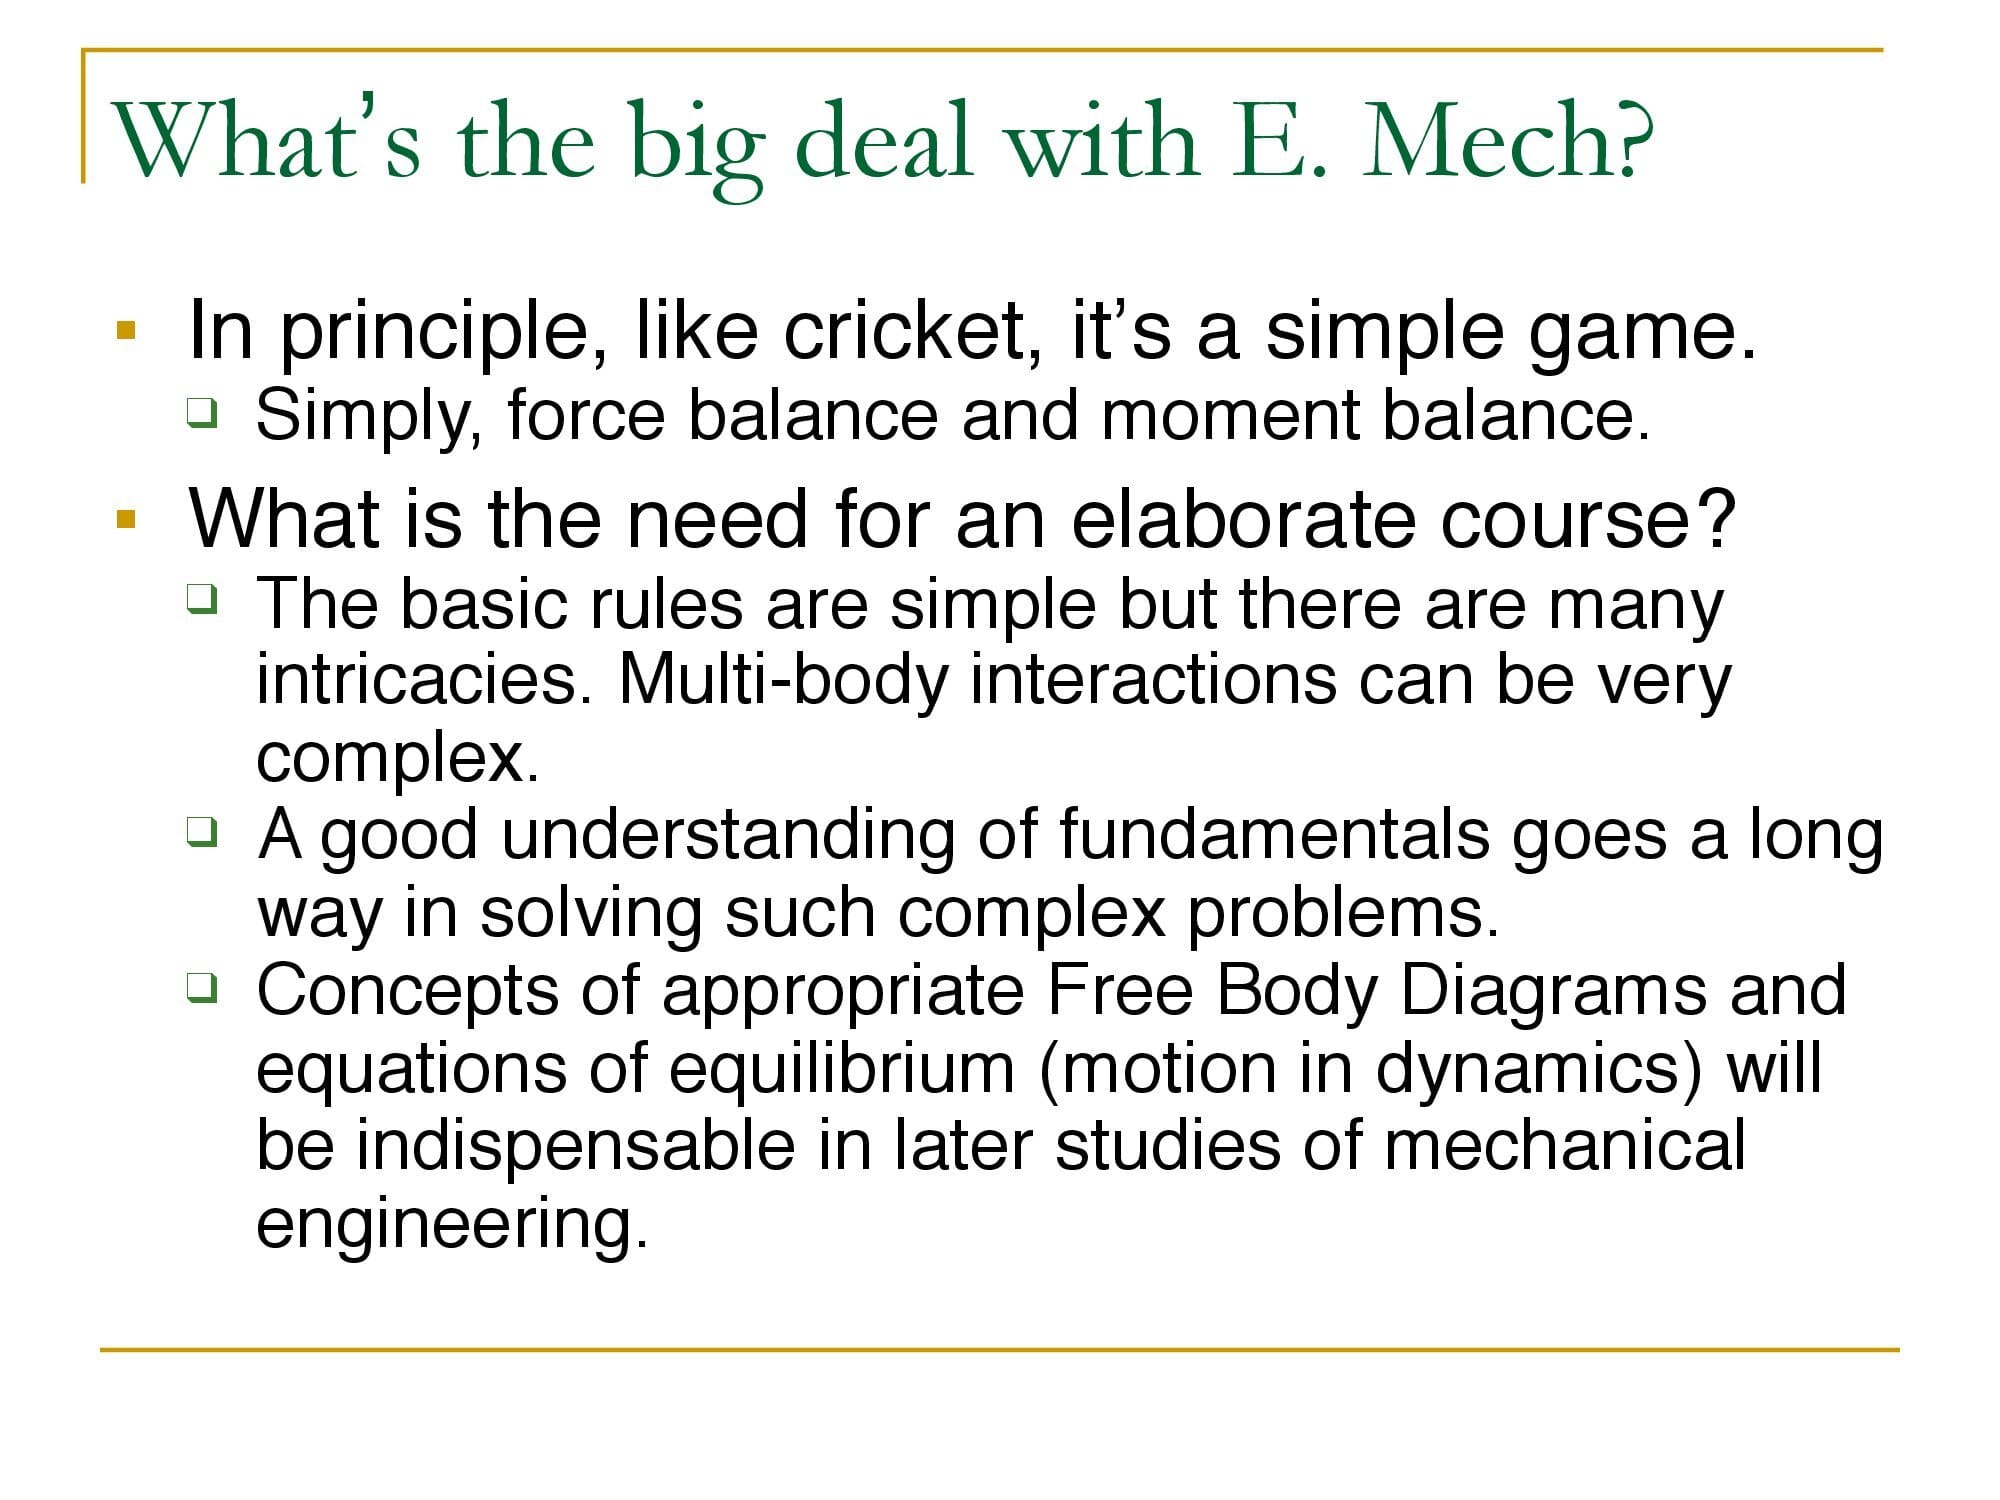 What’s the big deal with E. Mech?
In principle, like cricket, it’s a simple game.
Simply, force balance and moment balance.
What is the need for an elaborate course?
The basic rules are simple but there are many
intricacies. Multi-body interactions can be very
complex.
A good understanding of fundamentals goes a long
way in solving such complex problems.
Concepts of appropriate Free Body Diagrams and
equations of equilibrium (motion in dynamics) will
be indispensable in later studies of mechanical
engineering.